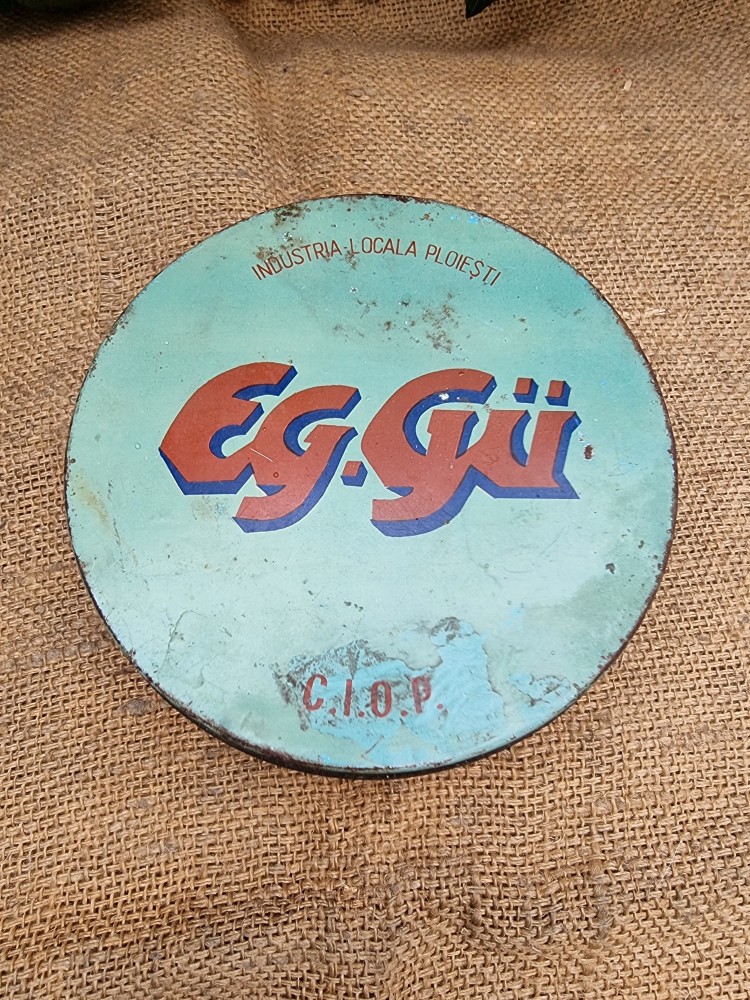 INDUSTRIA LOCALA PLOIEȘTI
Eg.Gü
C.I.O.P.